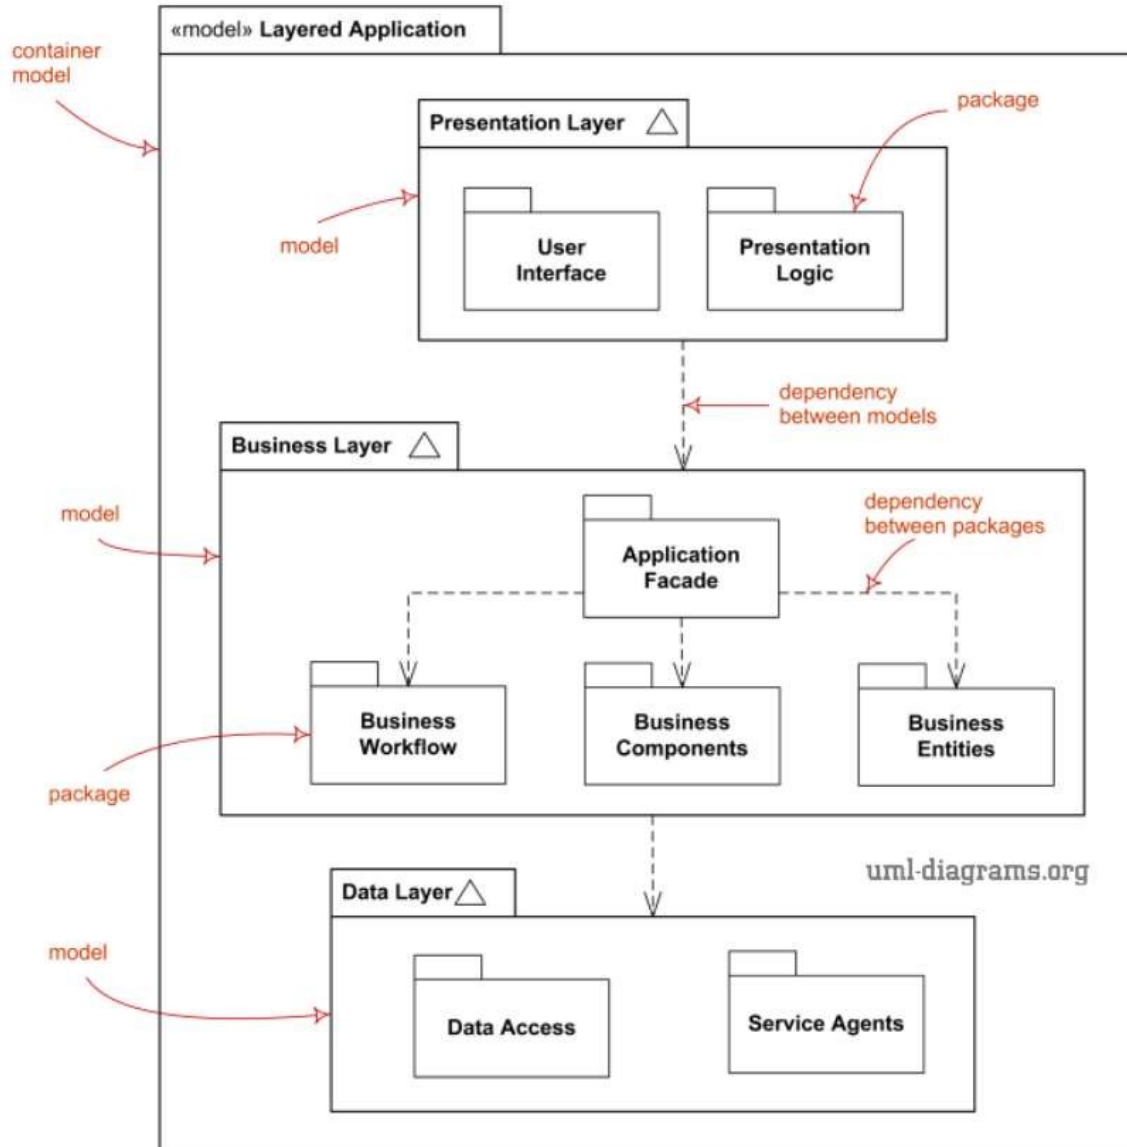 «model» Layered Application
container
model
Presentation Layer
package
model
User
Interface
Presentation
Logic
dependency
between models
Business Layer
model
dependency
between packages
Application
Facade
Business
Workflow
Business
Components
Business
Entities
package
uml-diagrams.org
Data Layer
model
Data Access
Service Agents